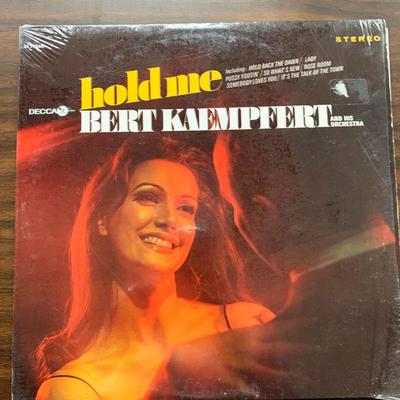 STEREO
hold me
Including: HOLD BACK THE DAWN / LADY
PUSSY FOOTIN' / SO WHAT'S NEW / ROSE ROOM
SOMEBODY LOVES YOU / IT'S THE TALK OF THE TOWN
DECCA
BERT KAEMPFERT
AND HIS
ORCHESTRA